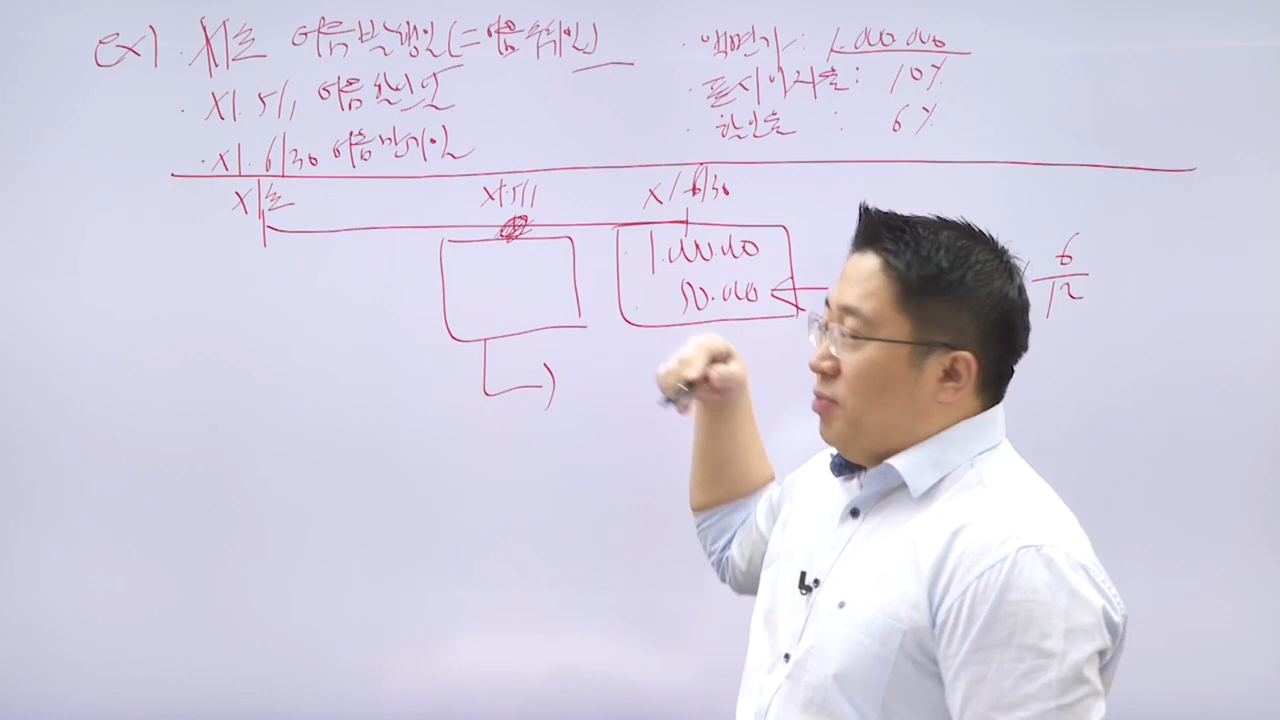 ex) · X1초 어음발행일(=어음수취일)
· X1. 5/1 어음할인일
· X1. 6/30 어음만기일
· 액면가 : 1,000,000
· 표시이자율 : 10%
· 할인율 : 6%
X1초 X1.5/1 X1 6/30
1,000,000
50,000
6
12